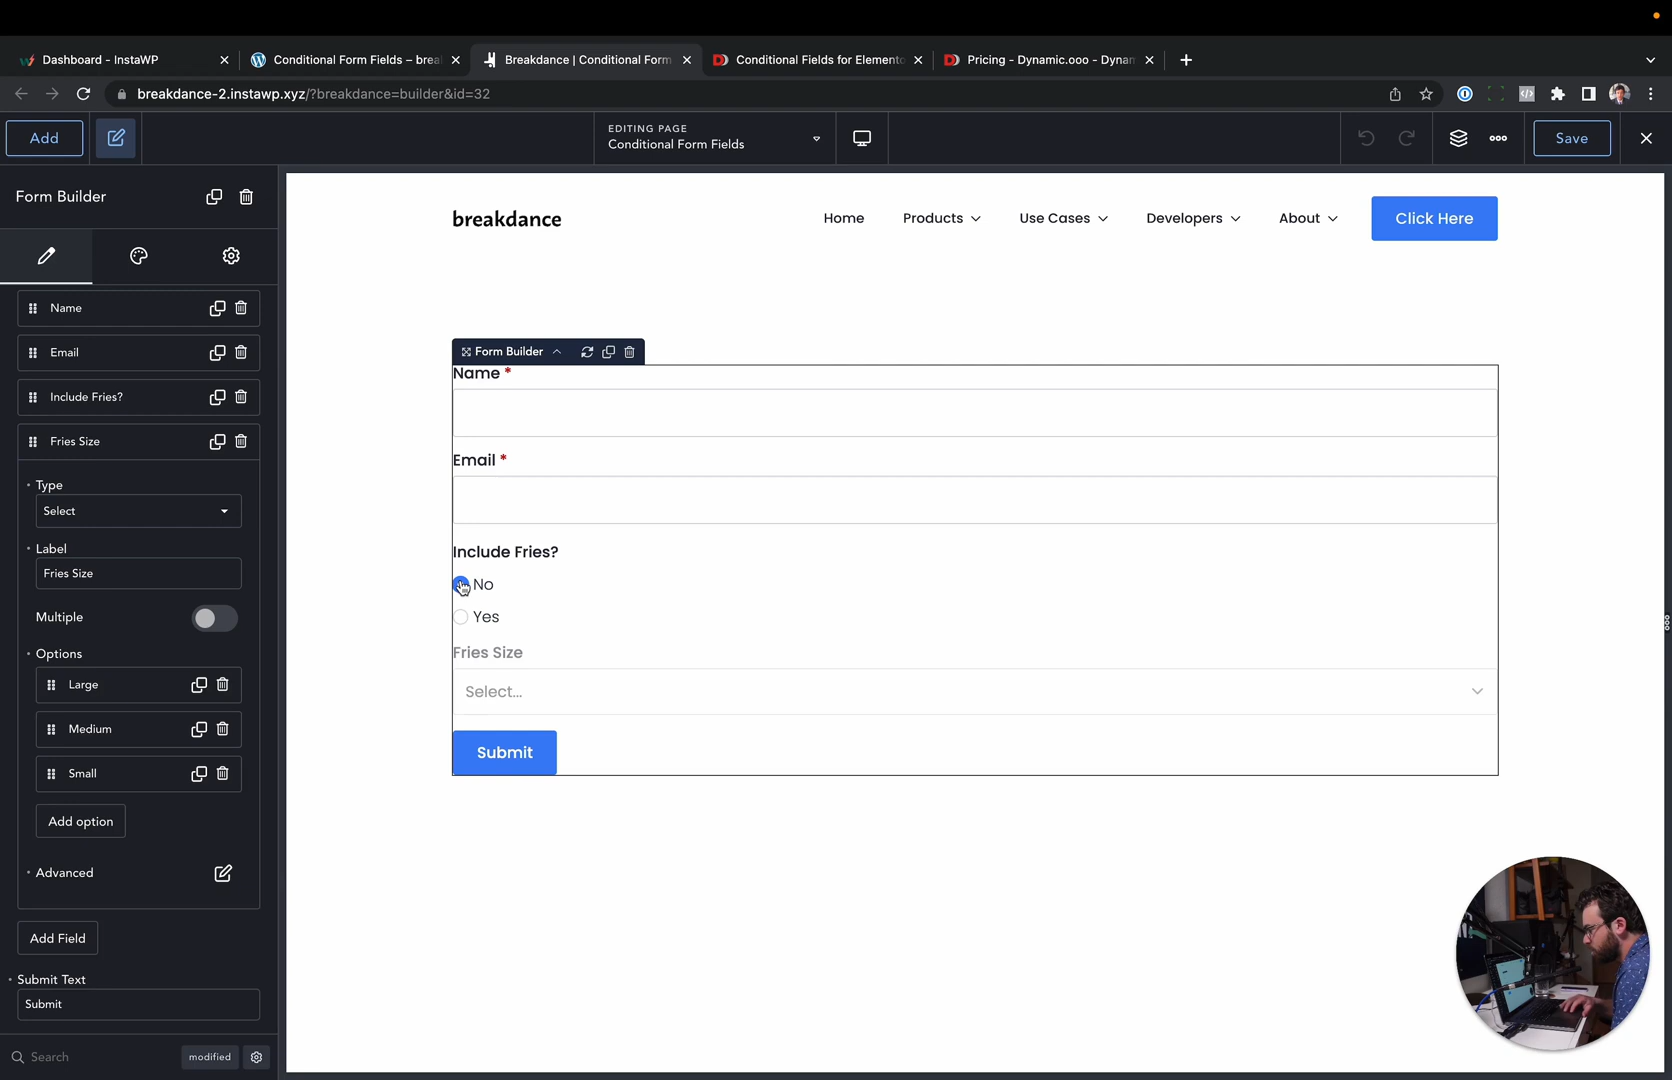 Dashboard - InstaWP
Conditional Form Fields – brea
Breakdance | Conditional Form
Conditional Fields for Elemento
Pricing - Dynamic.ooo - Dynam
breakdance-2.instawp.xyz/?breakdance=builder&id=32
Add
EDITING PAGE
Conditional Form Fields
Save
Form Builder
Name
Email
Include Fries?
Fries Size
Type
Select
Label
Fries Size
Multiple
Options
Large
Medium
Small
Add option
Advanced
Add Field
Submit Text
Submit
Search
modified
breakdance
Home
Products
Use Cases
Developers
About
Click Here
Form Builder
Name *
Email *
Include Fries?
No
Yes
Fries Size
Select...
Submit